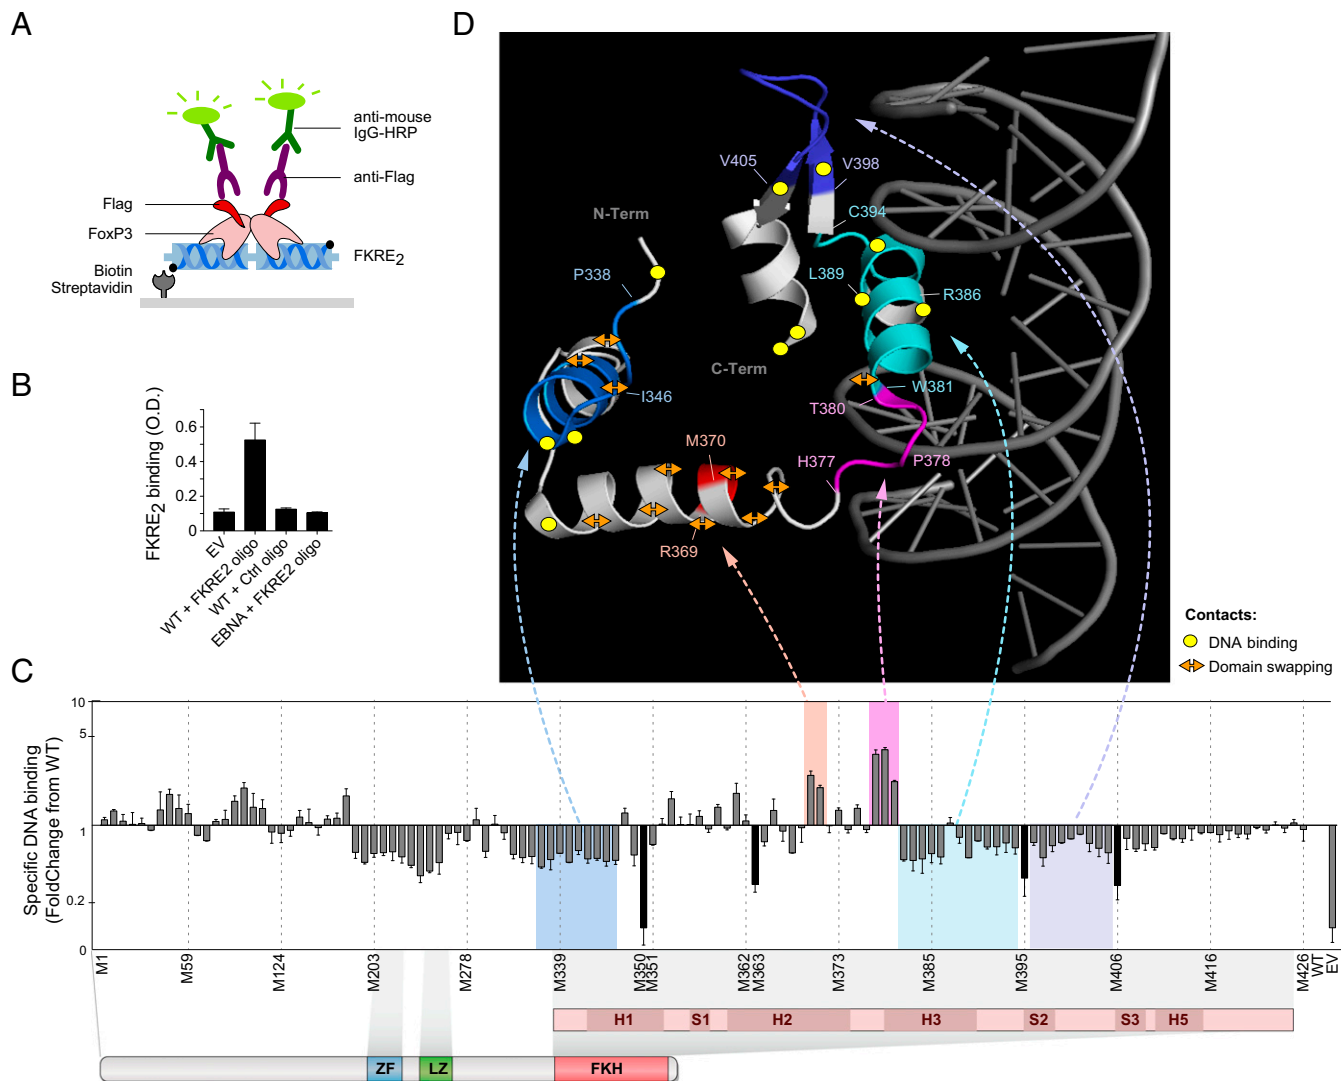 A
anti-mouse
IgG-HRP
anti-Flag
Flag
FoxP3
FKRE2
Biotin
Streptavidin
B
FKRE2 binding (O.D.)
0.6
0.4
0.2
0
EV
WT + FKRE2 oligo
WT + Ctrl oligo
EBNA + FKRE2 oligo
D
V405
V398
N-Term
C394
P338
L389
R386
C-Term
W381
I346
T380
M370
H377
P378
R369
Contacts:
DNA binding
Domain swapping
C
Specific DNA binding
(FoldChange from WT)
10
5
1
0.2
0
M1
M59
M124
M203
M278
M339
M350
M351
M362
M363
M373
M385
M395
M406
M416
M426
WT
EV
H1
S1
H2
H3
S2
S3
H5
ZF
LZ
FKH